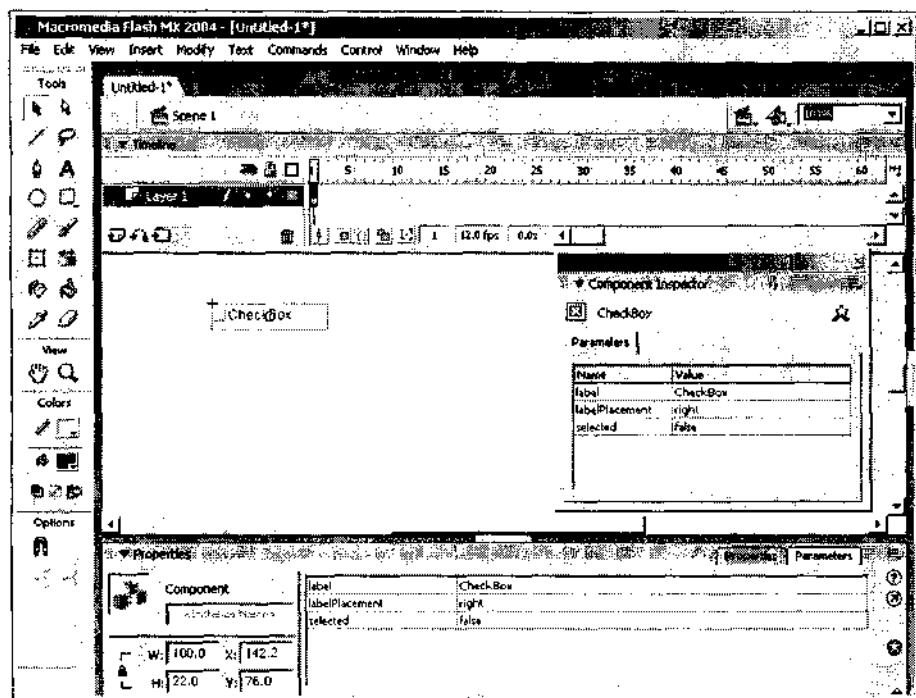 Macromedia Flash MX 2004 - [Untitled-1*]
File Edit View Insert Modify Text Commands Control Window Help
Tools
Untitled-1*
Scene 1
Timeline
5 10 15 20 25 30 35 40 45 50 55 60
Layer 1
1 12.0 fps 0.0s
Component Inspector
CheckBox
CheckBox
Parameters
Name Value
label CheckBox
labelPlacement right
selected false
View
Colors
Options
Properties
Properties Parameters
Component
<Instance Name>
label CheckBox
labelPlacement right
selected false
W: 100.0 X: 142.2
H: 22.0 Y: 76.0